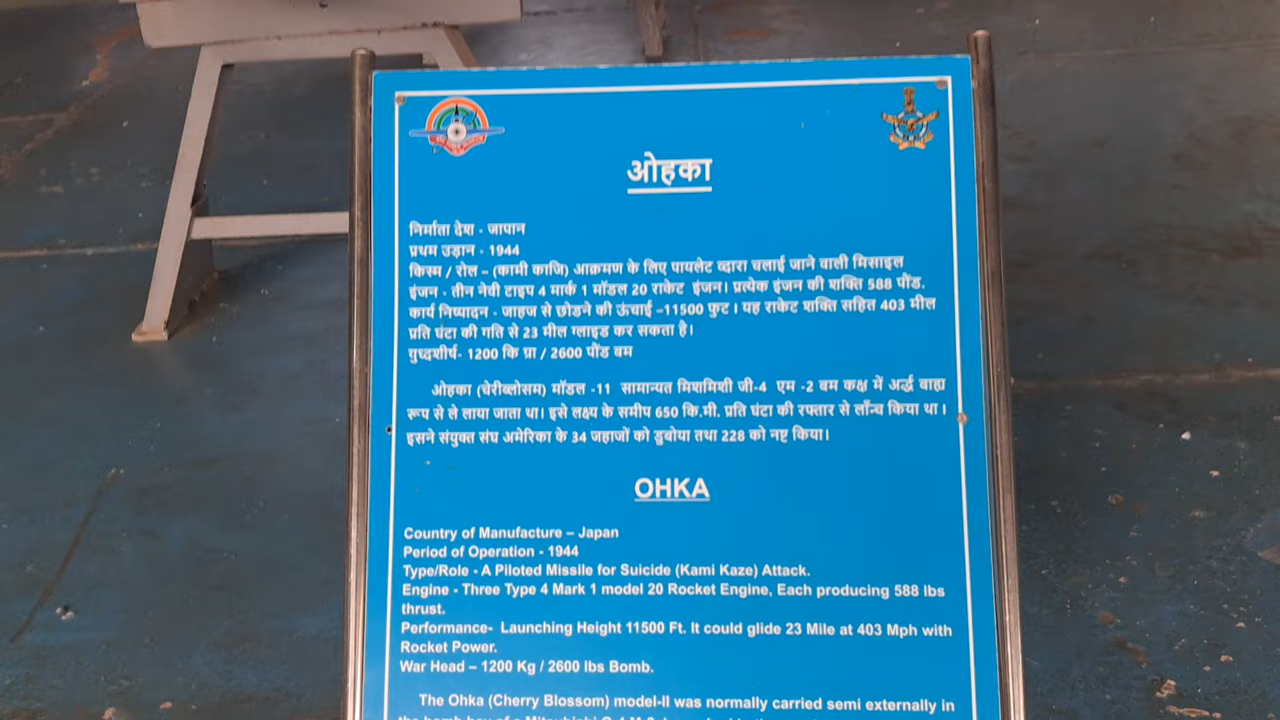 ओहका
निर्माता देश - जापान
प्रथम उड़ान - 1944
किस्म / रोल – (कामी काजि) आक्रमण के लिए पायलेट व्दारा चलाई जाने वाली मिसाइल
इंजन - तीन नेवी टाइप 4 मार्क 1 मॉडल 20 राकेट इंजन। प्रत्येक इंजन की शक्ति 588 पौंड.
कार्य निष्पादन - जाहज से छोडने की ऊंचाई –11500 फुट । यह राकेट शक्ति सहित 403 मील
प्रति घंटा की गति से 23 मील ग्लाइड कर सकता है।
युध्दशीर्ष- 1200 कि ग्रा / 2600 पौंड बम
ओहका (चेरीब्लोसम) मॉडल -11 सामान्यत मिशमिशी जी-4 एम -2 बम कक्ष में अर्द्ध बाह्य
रूप से ले लाया जाता था। इसे लक्ष्य के समीप 650 कि.मी. प्रति घंटा की रफ्तार से लॉंन्च किया था ।
इसने संयुक्त संघ अमेरिका के 34 जहाजों को डुबोया तथा 228 को नष्ट किया।
OHKA
Country of Manufacture – Japan
Period of Operation - 1944
Type/Role - A Piloted Missile for Suicide (Kami Kaze) Attack.
Engine - Three Type 4 Mark 1 model 20 Rocket Engine, Each producing 588 lbs
thrust.
Performance- Launching Height 11500 Ft. It could glide 23 Mile at 403 Mph with
Rocket Power.
War Head – 1200 Kg / 2600 lbs Bomb.
The Ohka (Cherry Blossom) model-II was normally carried semi externally in